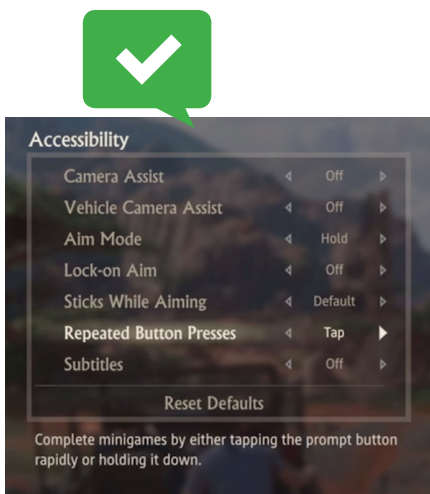 Accessibility
Camera Assist Off
Vehicle Camera Assist Off
Aim Mode Hold
Lock-on Aim Off
Sticks While Aiming Default
Repeated Button Presses Tap
Subtitles Off
Reset Defaults
Complete minigames by either tapping the prompt button
rapidly or holding it down.